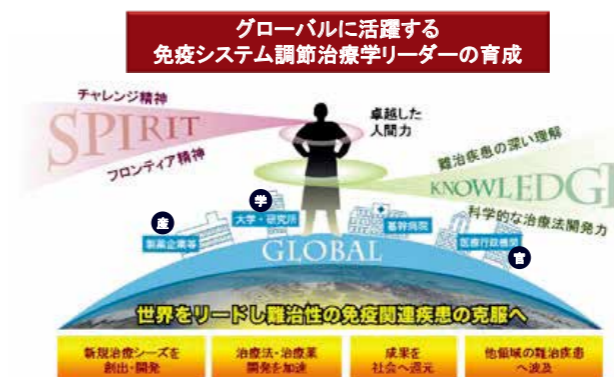 グローバルに活躍する
免疫システム調節治療学リーダーの育成
チャレンジ精神
SPIRIT
フロンティア精神
卓越した
人間力
難治疾患の深い理解
KNOWLEDGE
科学的な治療法開発力
産
製薬企業等
学
大学・研究所
基幹病院
医療行政機関
官
GLOBAL
世界をリードし難治性の免疫関連疾患の克服へ
新規治療シーズを
創出・開発
治療法・治療薬
開発を加速
成果を
社会へ還元
他領域の難治疾患
へ波及